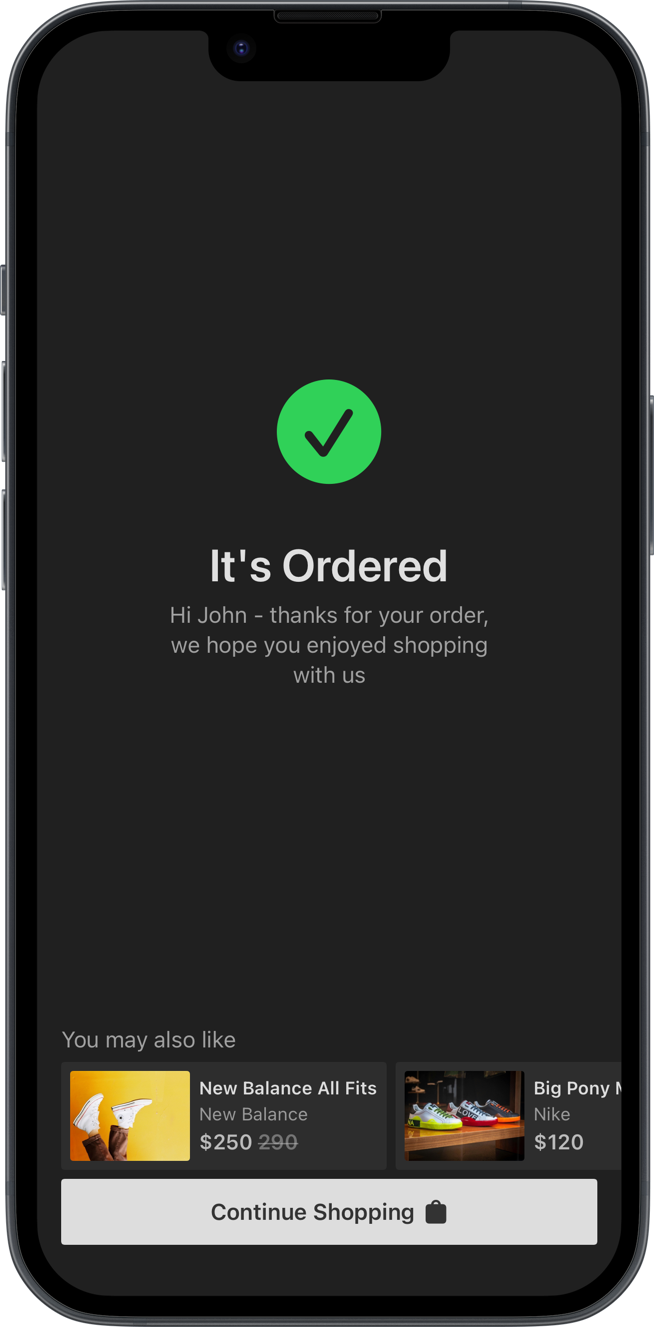 It's Ordered
Hi John - thanks for your order,
we hope you enjoyed shopping
with us
You may also like
New Balance All Fits
New Balance
$250 290
Big Pony
Nike
$120
Continue Shopping